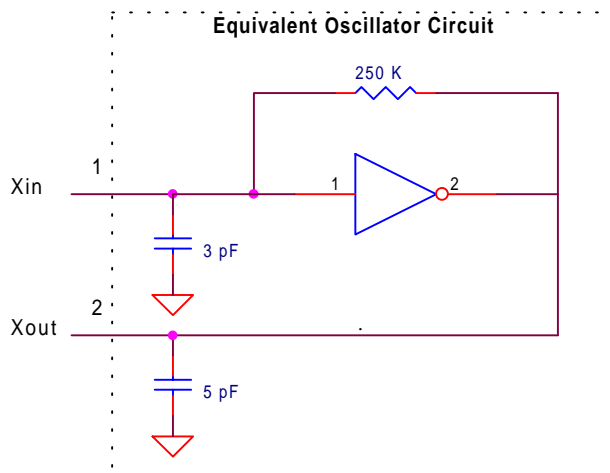 Equivalent Oscillator Circuit
250 K
1
Xin
1
2
3 pF
2
Xout
5 pF